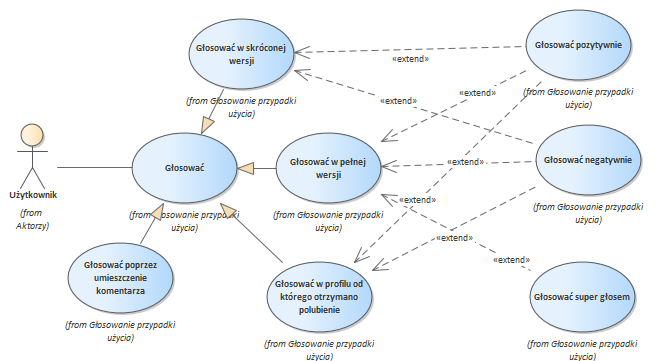 Głosować w skróconej
wersji
(from Głosowanie przypadki
użycia)
Głosować pozytywnie
(from Głosowanie przypadki
użycia)
«extend»
«extend»
«extend»
Użytkownik
(from
Aktorzy)
Głosować
(from Głosowanie przypadki
użycia)
Głosować w pełnej
wersji
(from Głosowanie przypadki
użycia)
«extend»
Głosować negatywnie
(from Głosowanie przypadki
użycia)
«extend»
«extend»
«extend»
Głosować poprzez
umieszczenie
komentarza
(from Głosowanie przypadki
użycia)
Głosować w profilu od
którego otrzymano
polubienie
(from Głosowanie przypadki
użycia)
Głosować super głosem
(from Głosowanie przypadki
użycia)